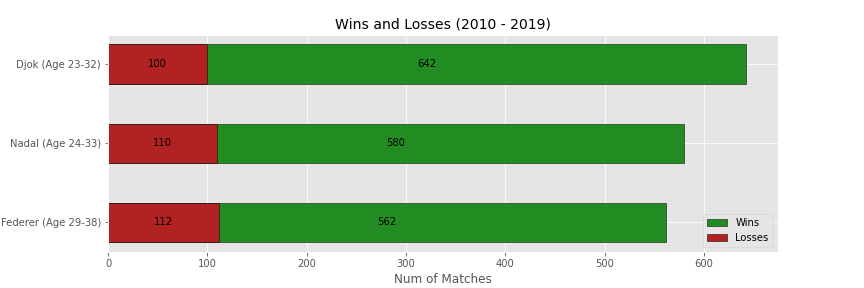 Wins and Losses (2010 - 2019)
Djok (Age 23-32)
100
642
Nadal (Age 24-33)
110
580
Federer (Age 29-38)
112
562
Wins
Losses
0
100
200
300
400
500
600
Num of Matches